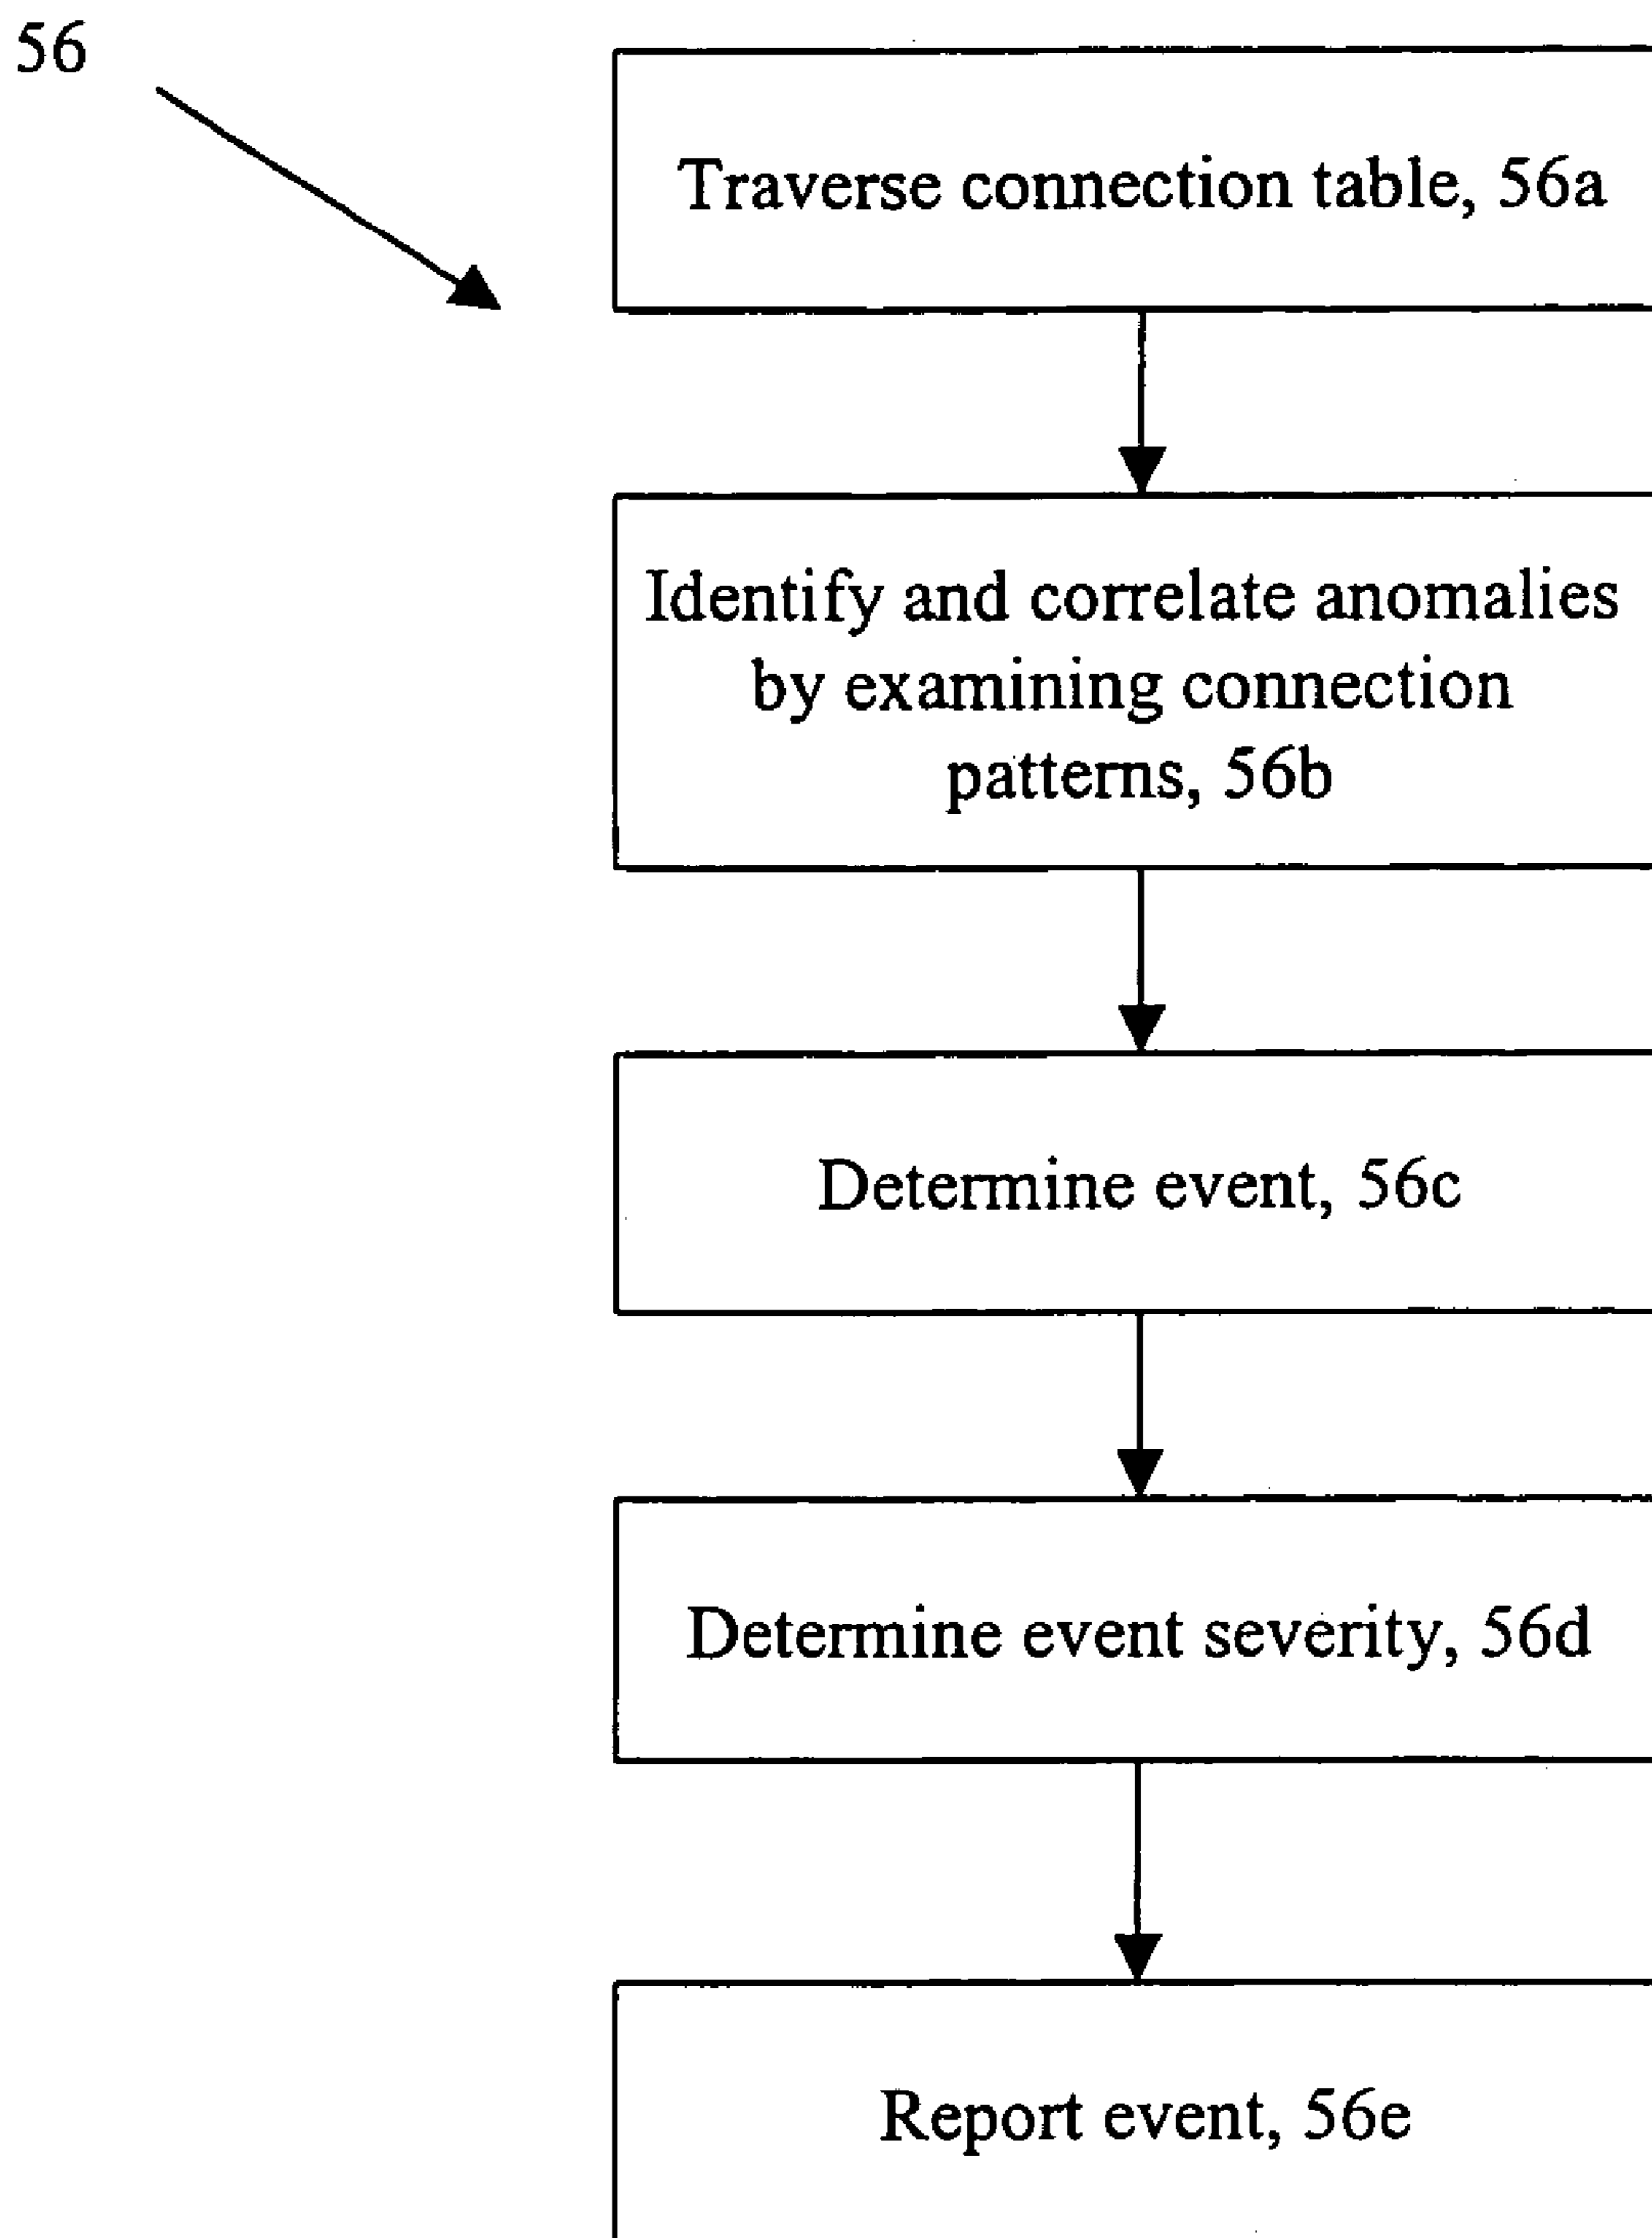 56
Traverse connection table, 56a
Identify and correlate anomalies
by examining connection
patterns, 56b
Determine event, 56c
Determine event severity, 56d
Report event, 56e